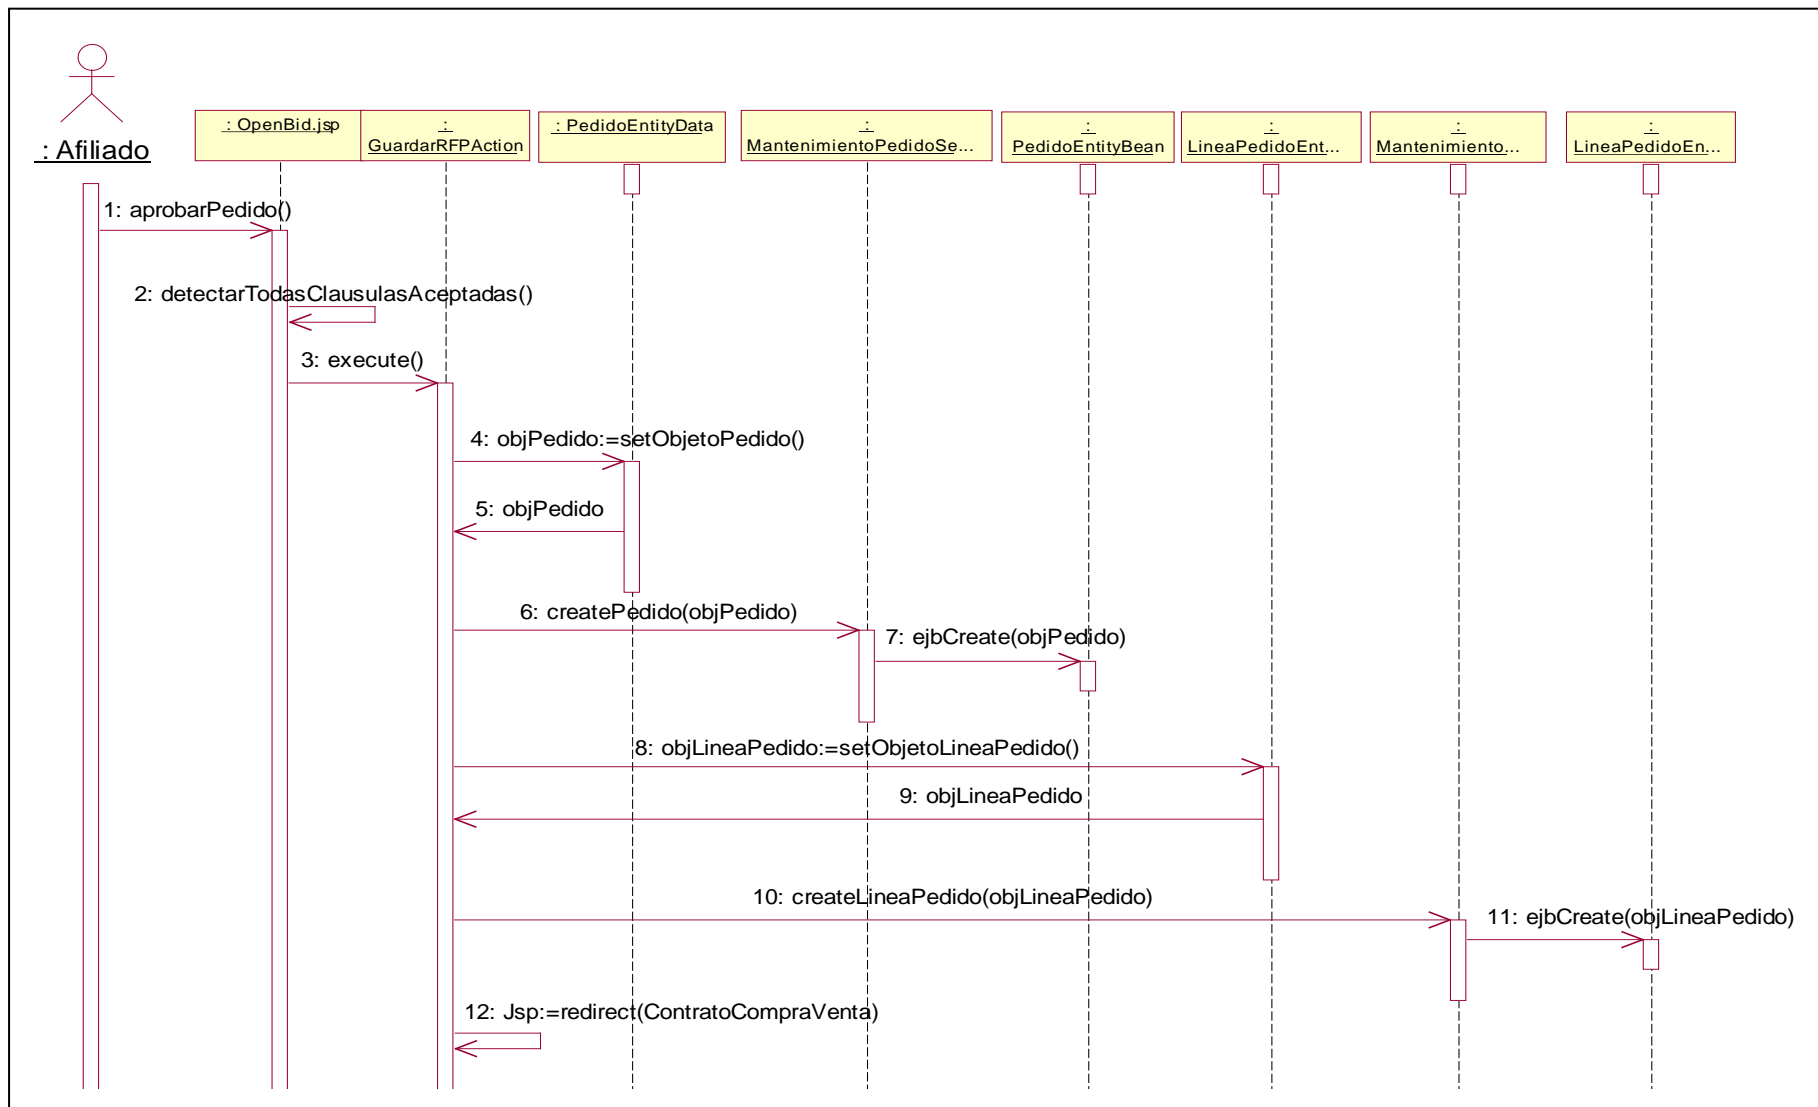 : Afiliado
: OpenBid.jsp
:
GuardarRFPAction
: PedidoEntityData
:
MantenimientoPedidoSe...
:
PedidoEntityBean
:
LineaPedidoEnt...
:
Mantenimiento...
:
LineaPedidoEn...
1: aprobarPedido()
2: detectarTodasClausulasAceptadas()
3: execute()
4: objPedido:=setObjetoPedido()
5: objPedido
6: createPedido(objPedido)
7: ejbCreate(objPedido)
8: objLineaPedido:=setObjetoLineaPedido()
9: objLineaPedido
10: createLineaPedido(objLineaPedido)
11: ejbCreate(objLineaPedido)
12: Jsp:=redirect(ContratoCompraVenta)